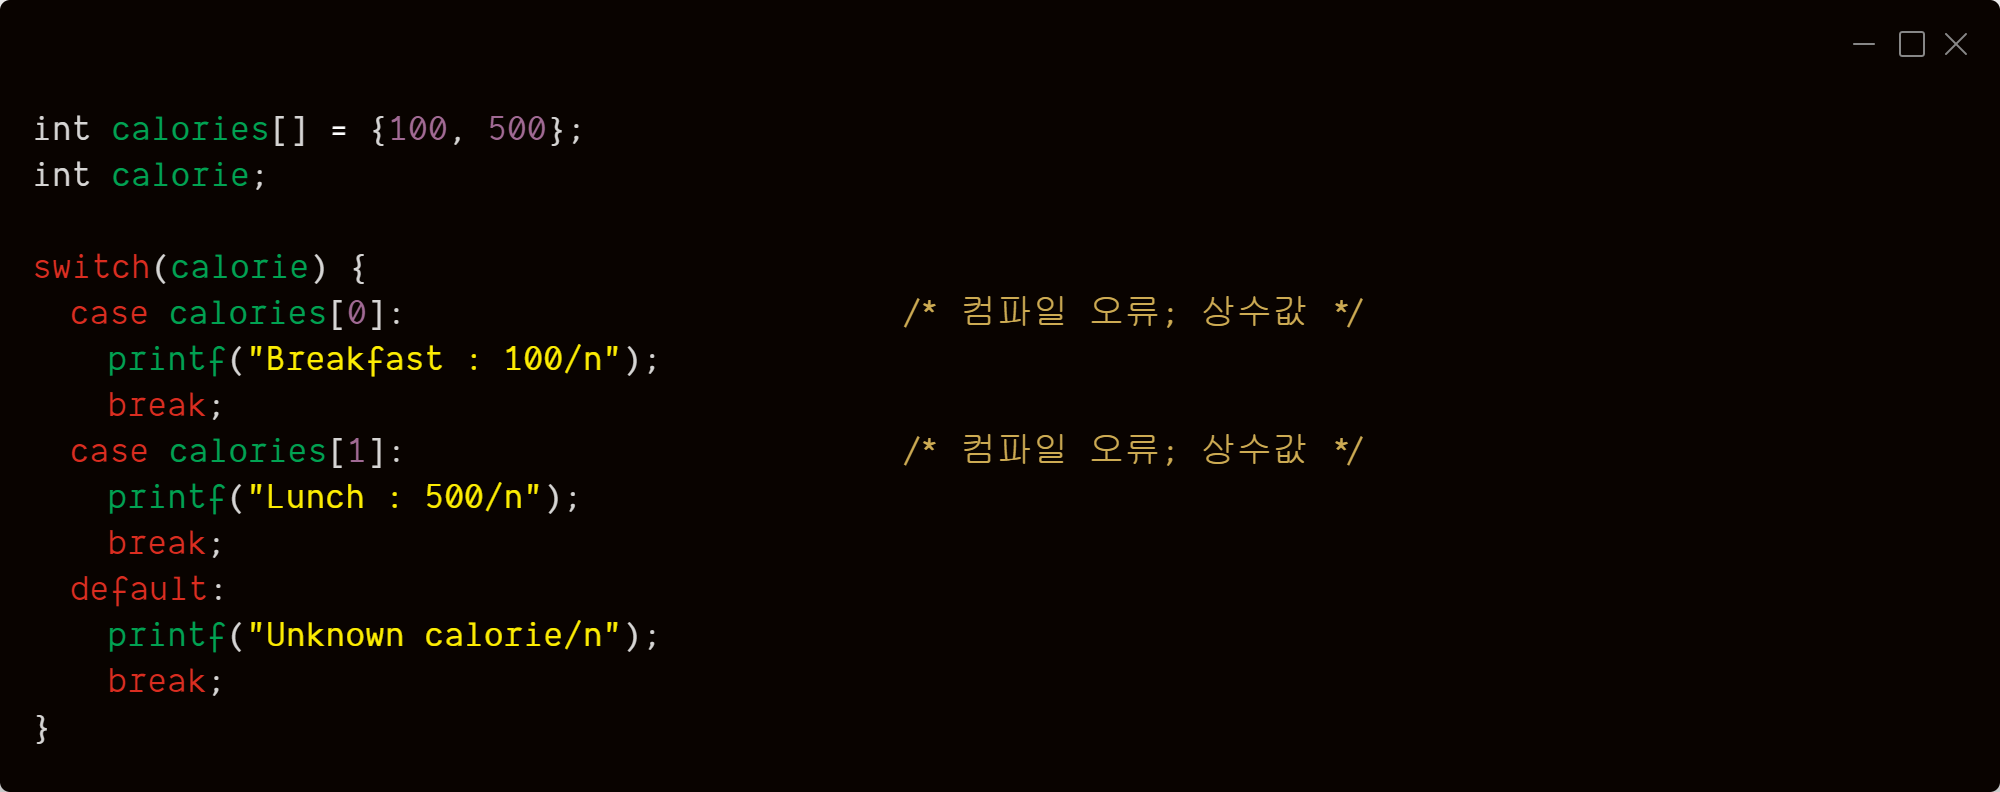 int calories[] = {100, 500};
int calorie;

switch(calorie) {
  case calories[0]:                         /* 컴파일 오류; 상수값 */
    printf("Breakfast : 100/n");
    break;
  case calories[1]:                         /* 컴파일 오류; 상수값 */
    printf("Lunch : 500/n");
    break;
  default:
    printf("Unknown calorie/n");
    break;
}